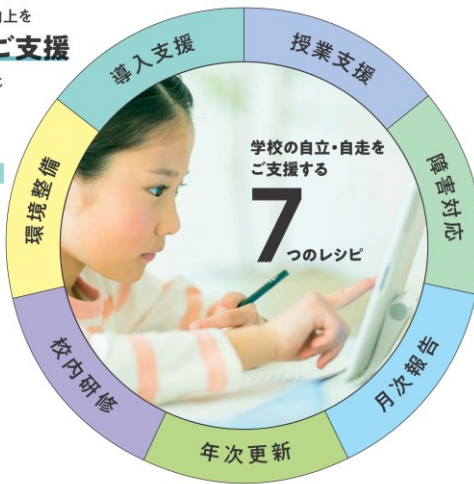 上を
ご支援
導入支援
授業支援
障害対応
月次報告
年次更新
校内研修
環境整備
学校の自立・自走を
ご支援する
7
つのレシピ